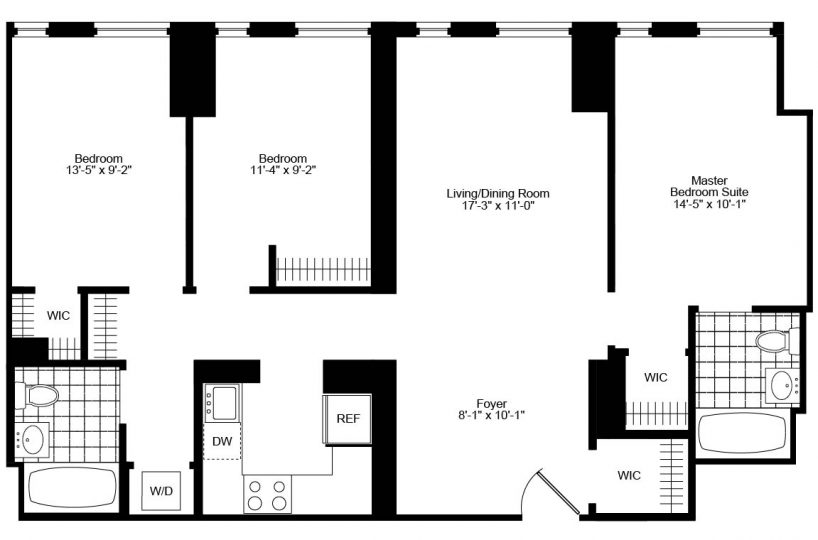 Bedroom
13'-5" x 9'-2"
Bedroom
11'-4" x 9'-2"
Living/Dining Room
17'-3" x 11'-0"
Master
Bedroom Suite
14'-5" x 10'-1"
WIC
WIC
Foyer
8'-1" x 10'-1"
REF
DW
WIC
W/D